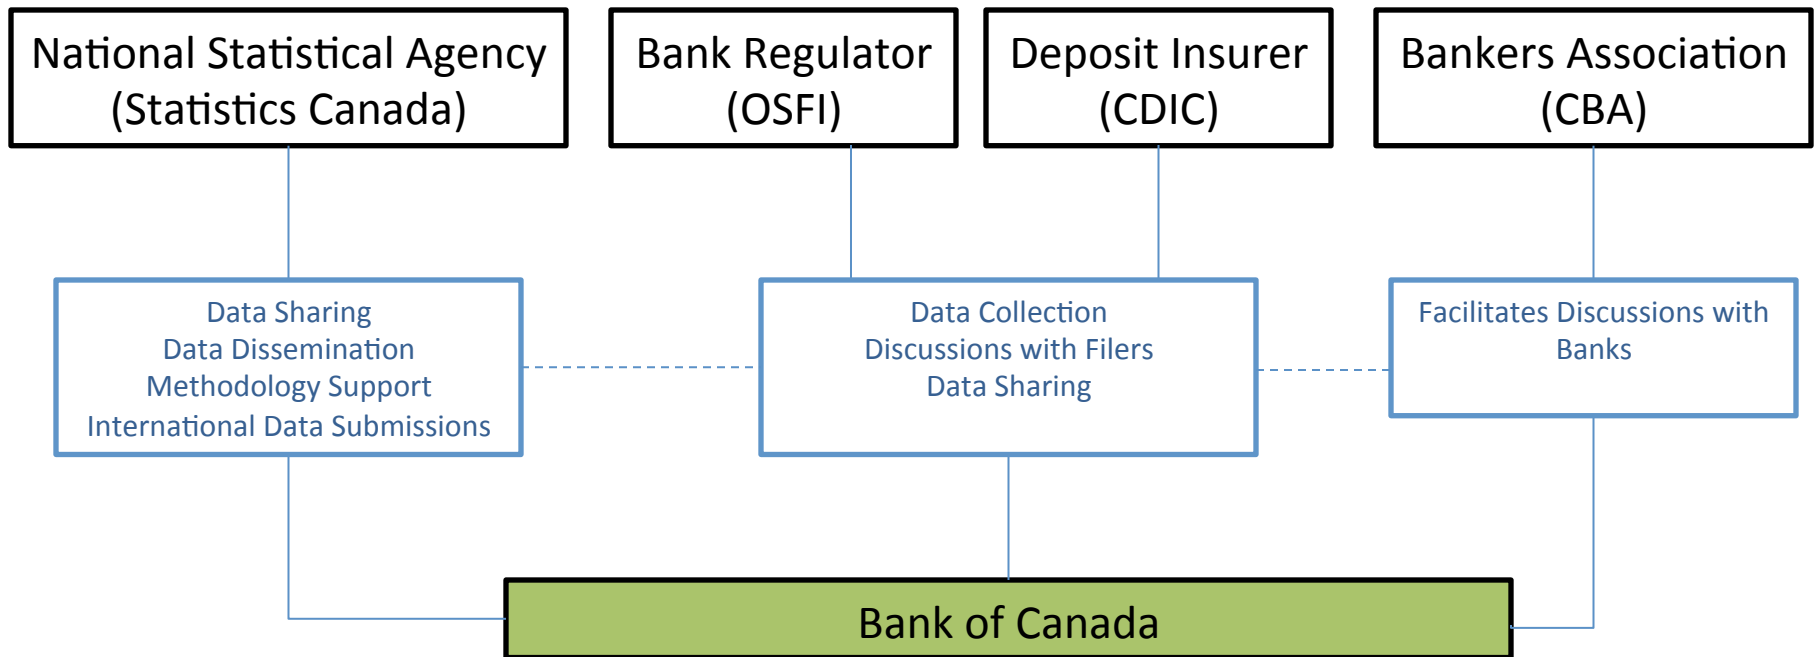 National Statistical Agency
(Statistics Canada)
Bank Regulator
(OSFI)
Deposit Insurer
(CDIC)
Bankers Association
(CBA)
Data Sharing
Data Dissemination
Methodology Support
International Data Submissions
Data Collection
Discussions with Filers
Data Sharing
Facilitates Discussions with
Banks
Bank of Canada